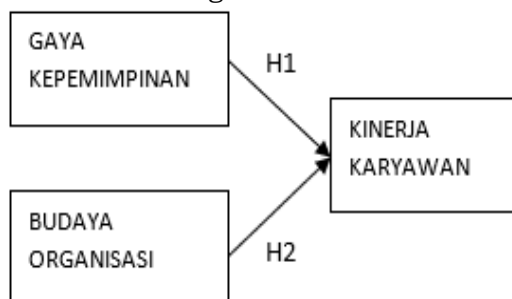 GAYA
KEPEMIMPINAN
H1
KINERJA
KARYAWAN
BUDAYA
ORGANISASI
H2